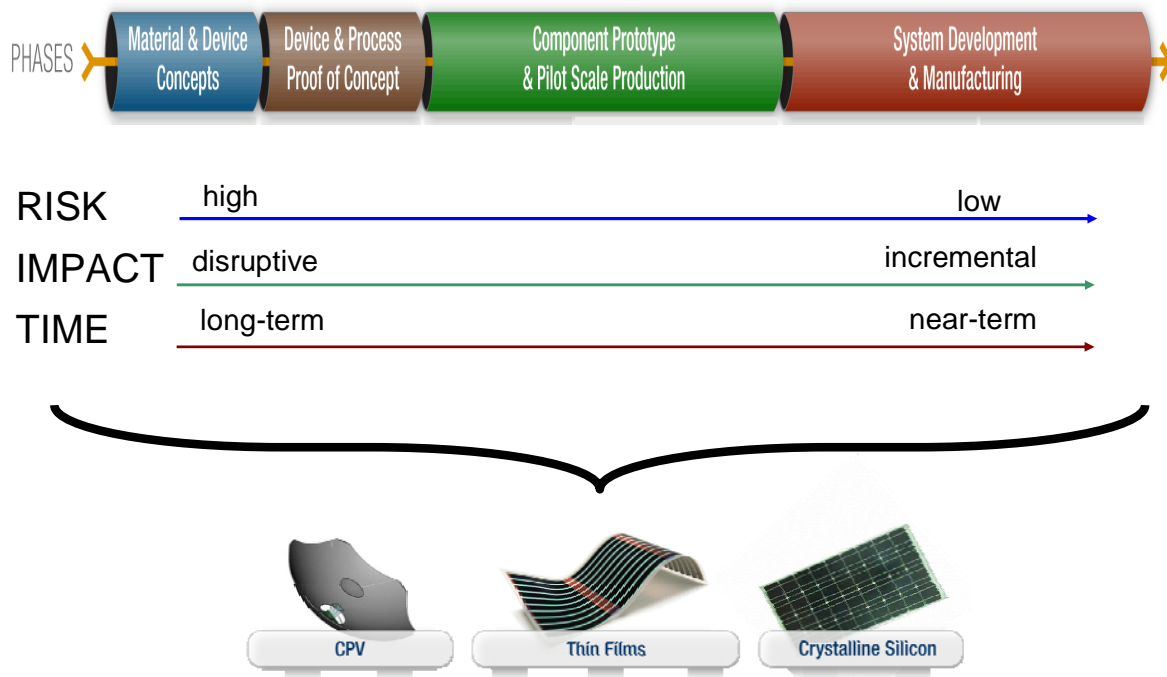 PHASES
Material & Device
Concepts
Device & Process
Proof of Concept
Component Prototype
& Pilot Scale Production
System Development
& Manufacturing
RISK high low
IMPACT disruptive incremental
TIME long-term near-term
CPV
Thin Films
Crystalline Silicon